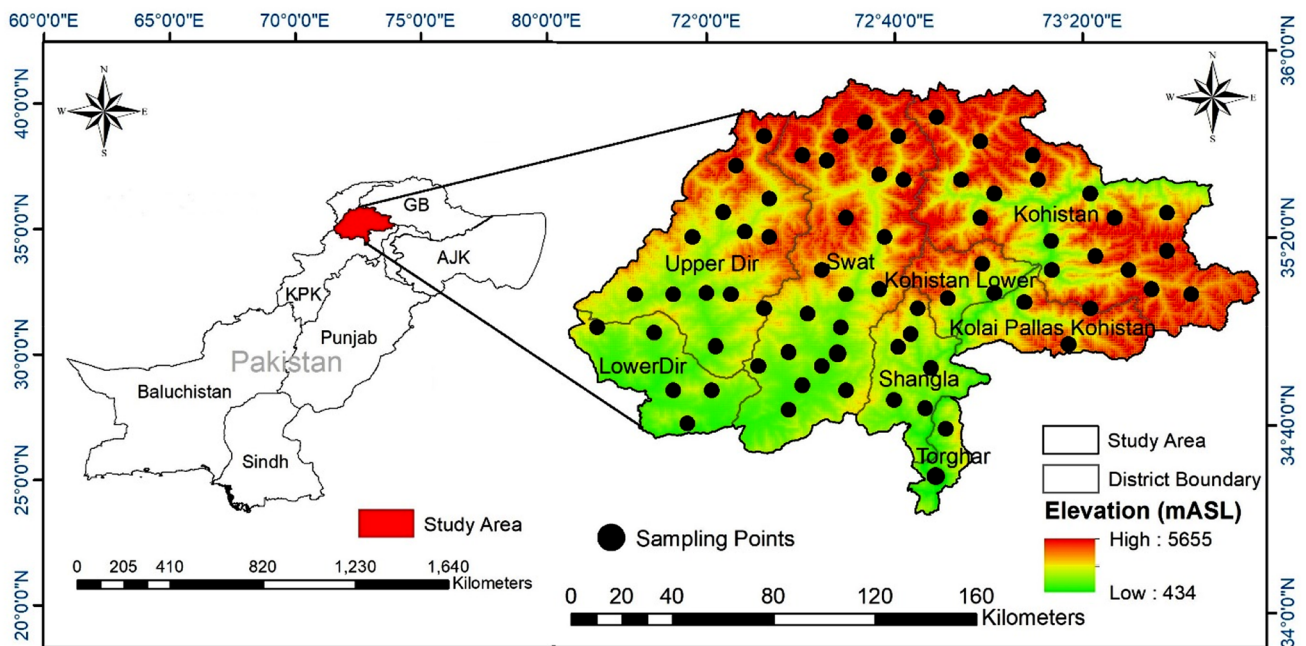 60°0'0"E 65°0'0"E 70°0'0"E 75°0'0"E 80°0'0"E 72°0'0"E 72°40'0"E 73°20'0"E
40°0'0"N
35°0'0"N
30°0'0"N
25°0'0"N
20°0'0"N
N
W E
S
GB
AJK
KPK
Punjab
Pakistan
Baluchistan
Sindh
Study Area
0 205 410 820 1,230 1,640
Kilometers
N
W E
S
Kohistan
Upper Dir
Swat
Kohistan Lower
Kolai Pallas Kohistan
LowerDir
Shangla
Torghar
Sampling Points
0 20 40 80 120 160
Kilometers
Study Area
District Boundary
Elevation (mASL)
High : 5655
Low : 434
36°0'0"N
35°20'0"N
34°40'0"N
34°0'0"N